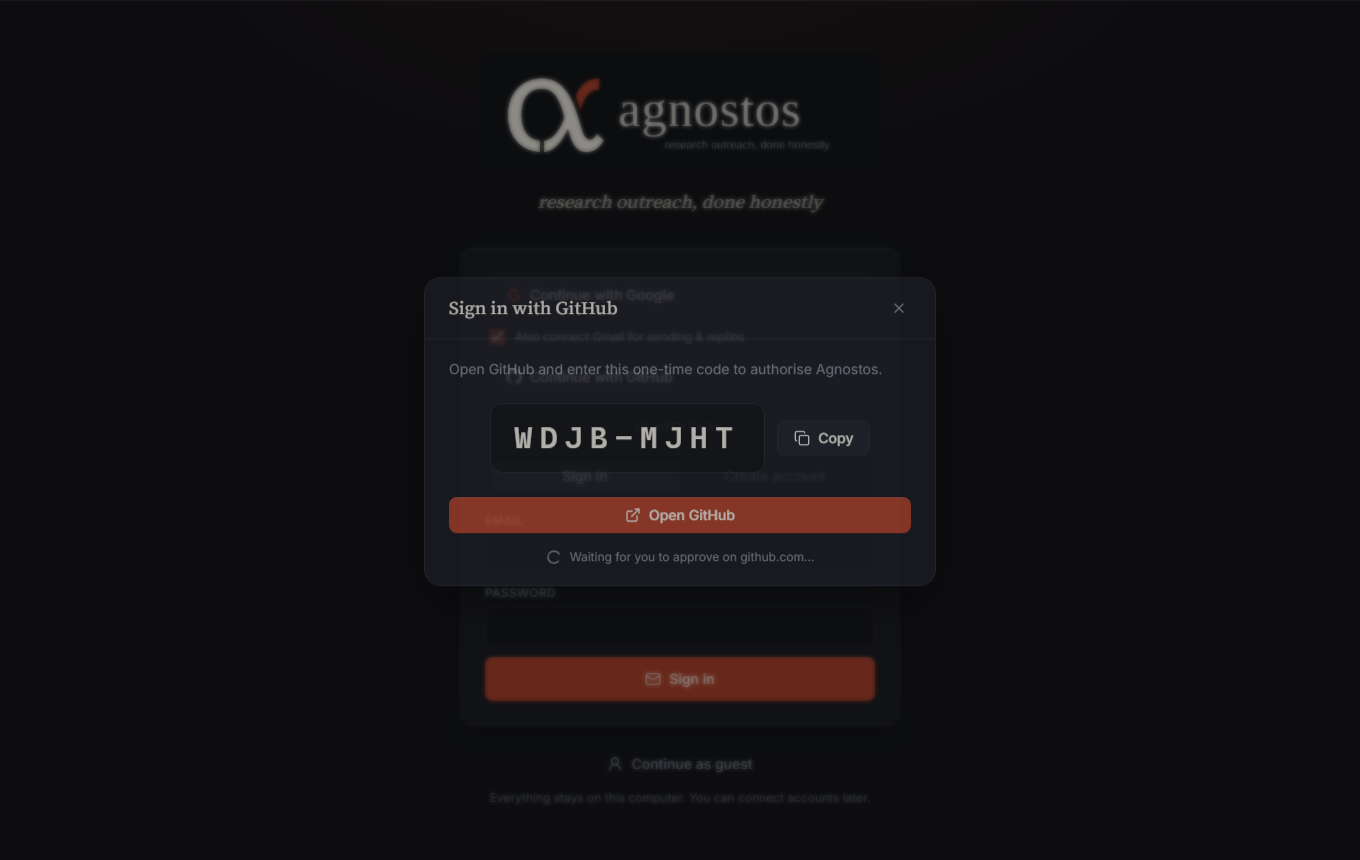 agnostos
research outreach, done honestly
research outreach, done honestly
Continue with Google
Sign in with GitHub
Also connect Gmail for sending & replies
Open GitHub and enter this one-time code to authorise Agnostos.
Continue with GitHub
WDJB-MJHT
Copy
Sign in
Create account
Open GitHub
EMAIL
Waiting for you to approve on github.com...
PASSWORD
Sign in
Continue as guest
Everything stays on this computer. You can connect accounts later.